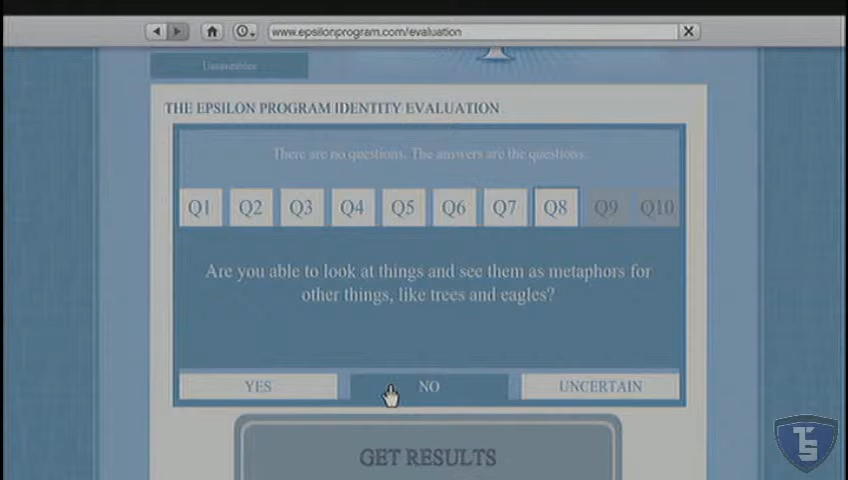 www.epsilonprogram.com/evaluation
Unsavories
THE EPSILON PROGRAM IDENTITY EVALUATION
There are no questions. The answers are the questions.
Q1 Q2 Q3 Q4 Q5 Q6 Q7 Q8 Q9 Q10
Are you able to look at things and see them as metaphors for
other things, like trees and eagles?
YES NO UNCERTAIN
GET RESULTS
TS